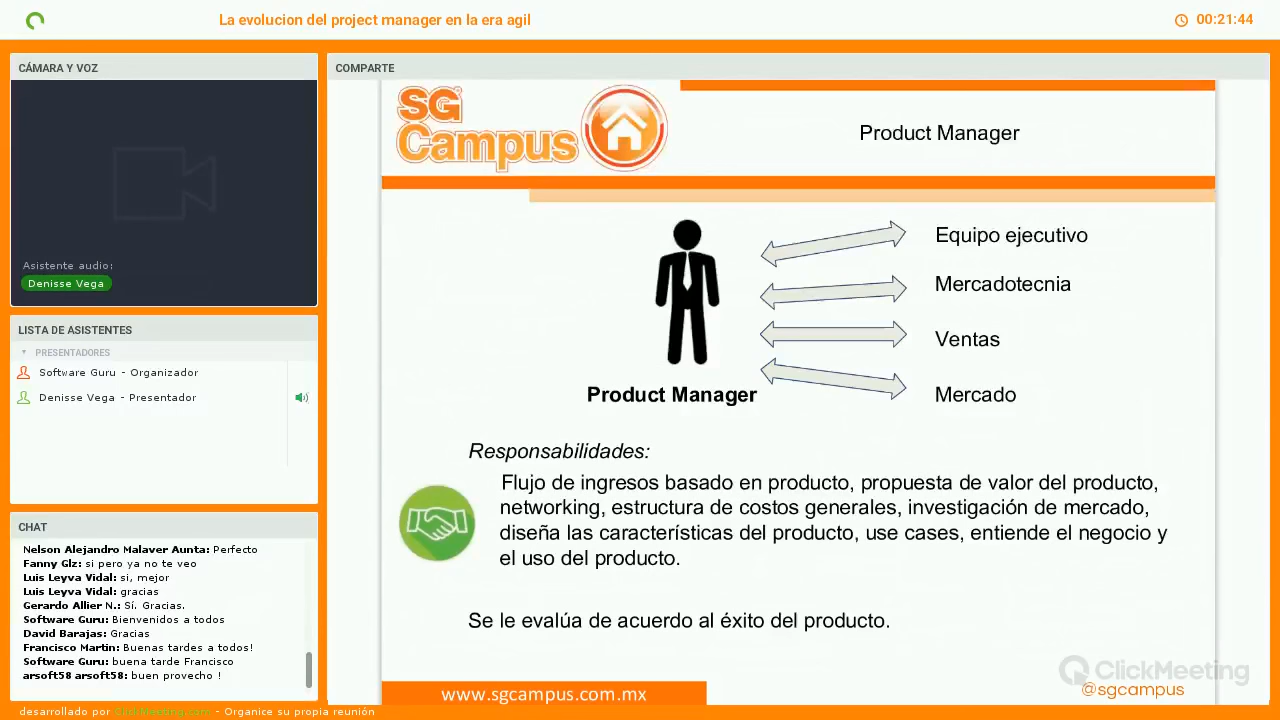 La evolucion del project manager en la era agil
00:21:44
CÁMARA Y VOZ
Asistente audio:
Denisse Vega
LISTA DE ASISTENTES
PRESENTADORES
Software Guru - Organizador
Denisse Vega - Presentador
CHAT
Nelson Alejandro Malaver Aunta: Perfecto
Fanny Glz: si pero ya no te veo
Luis Leyva Vidal: si, mejor
Luis Leyva Vidal: gracias
Gerardo Allier N.: Sí. Gracias.
Software Guru: Bienvenidos a todos
David Barajas: Gracias
Francisco Martin: Buenas tardes a todos!
Software Guru: buena tarde Francisco
arsoft58 arsoft58: buen provecho !
COMPARTE
SG
Campus
Product Manager
Equipo ejecutivo
Mercadotecnia
Ventas
Mercado
Product Manager
Responsabilidades:
Flujo de ingresos basado en producto, propuesta de valor del producto,
networking, estructura de costos generales, investigación de mercado,
diseña las características del producto, use cases, entiende el negocio y
el uso del producto.
Se le evalúa de acuerdo al éxito del producto.
ClickMeeting
www.sgcampus.com.mx
@sgcampus
desarrollado por ClickMeeting.com - Organice su propia reunión